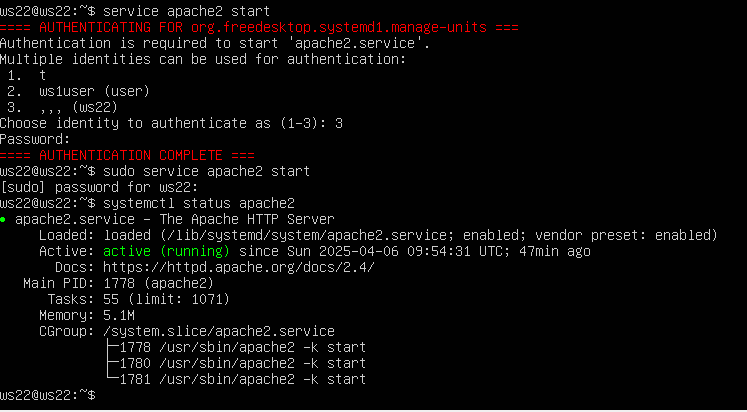 ws22@ws22:~$ service apache2 start
==== AUTHENTICATING FOR org.freedesktop.systemd1.manage-units ===
Authentication is required to start 'apache2.service'.
Multiple identities can be used for authentication:
 1.  t
 2.  ws1user (user)
 3.  ,,, (ws22)
Choose identity to authenticate as (1-3): 3
Password:
==== AUTHENTICATION COMPLETE ===
ws22@ws22:~$ sudo service apache2 start
[sudo] password for ws22:
ws22@ws22:~$ systemctl status apache2
● apache2.service - The Apache HTTP Server
     Loaded: loaded (/lib/systemd/system/apache2.service; enabled; vendor preset: enabled)
     Active: active (running) since Sun 2025-04-06 09:54:31 UTC; 47min ago
       Docs: https://httpd.apache.org/docs/2.4/
   Main PID: 1778 (apache2)
      Tasks: 55 (limit: 1071)
     Memory: 5.1M
     CGroup: /system.slice/apache2.service
             ├─1778 /usr/sbin/apache2 -k start
             ├─1780 /usr/sbin/apache2 -k start
             └─1781 /usr/sbin/apache2 -k start
ws22@ws22:~$